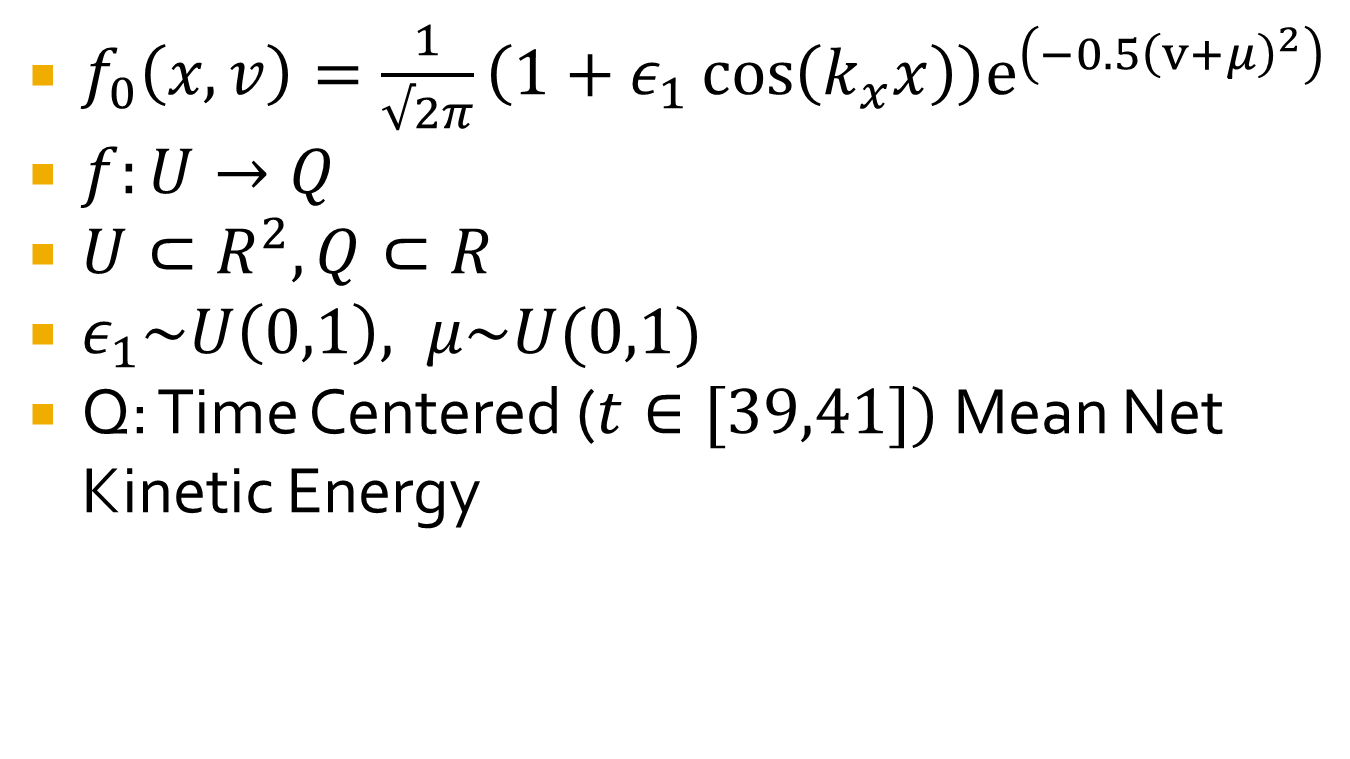 ▪ f₀(x, v) = 1/√2π (1 + ϵ₁ cos(kₓx))e^(−0.5(v+μ)²)
▪ f: U → Q
▪ U ⊂ R², Q ⊂ R
▪ ϵ₁~U(0,1), μ~U(0,1)
▪ Q: Time Centered (t ∈ [39,41]) Mean Net
Kinetic Energy